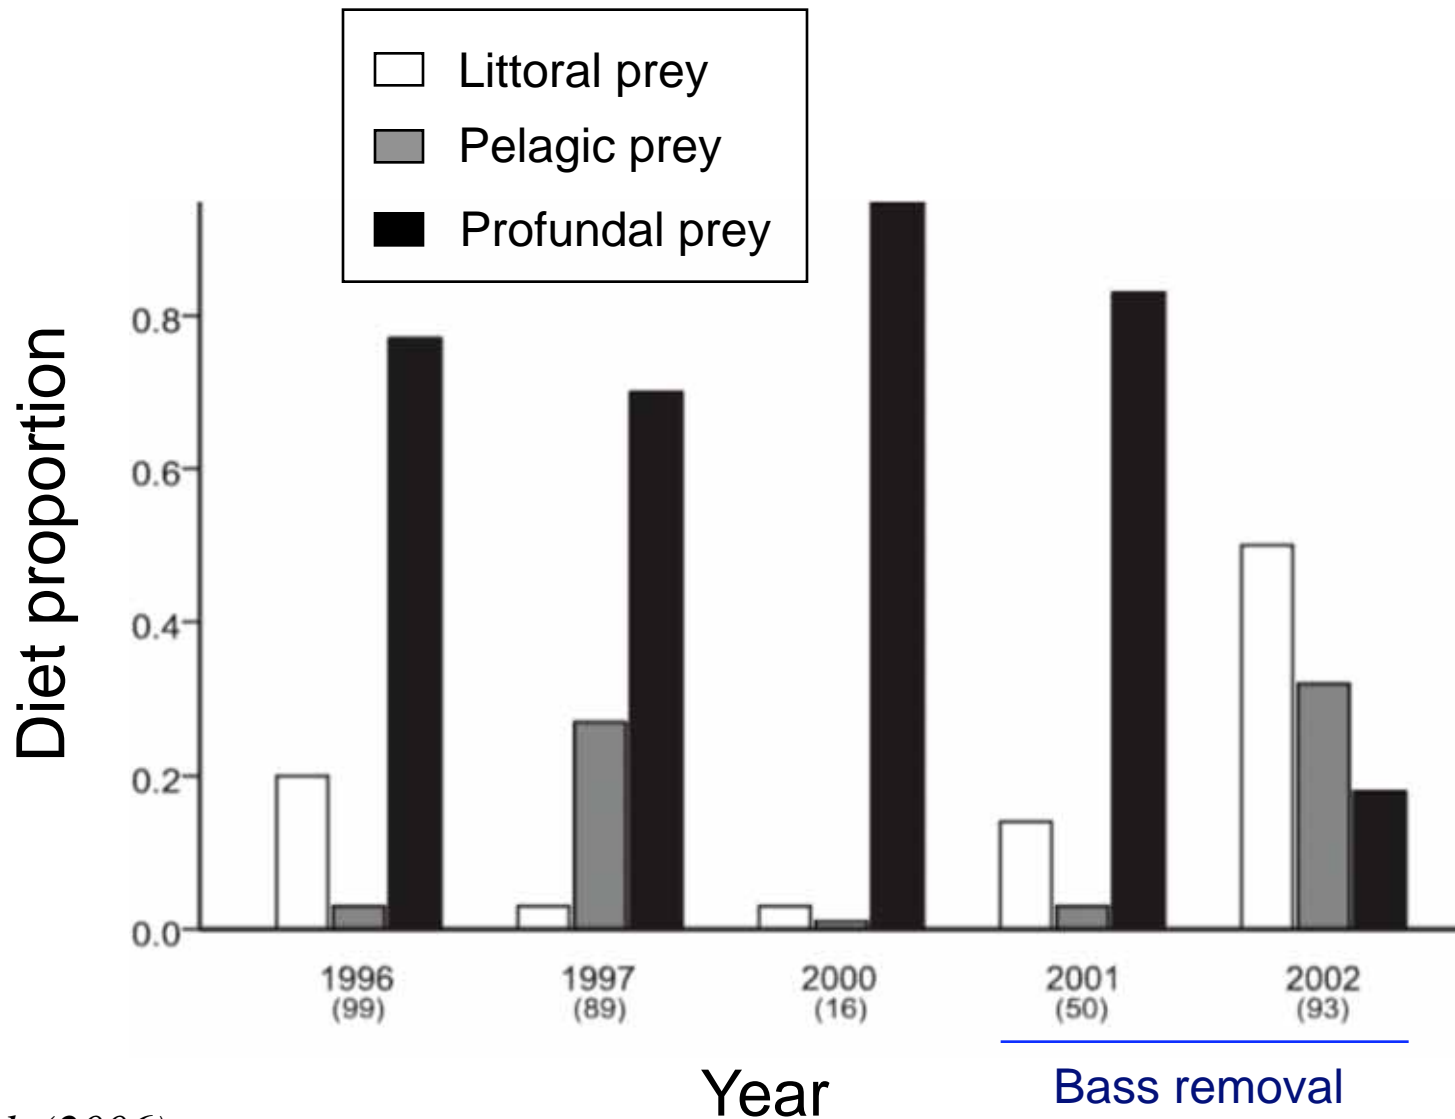 Littoral prey
Pelagic prey
Profundal prey
Diet proportion
0.8
0.6
0.4
0.2
0.0
1996
(99)
1997
(89)
2000
(16)
2001
(50)
2002
(93)
Year
Bass removal
(2006)